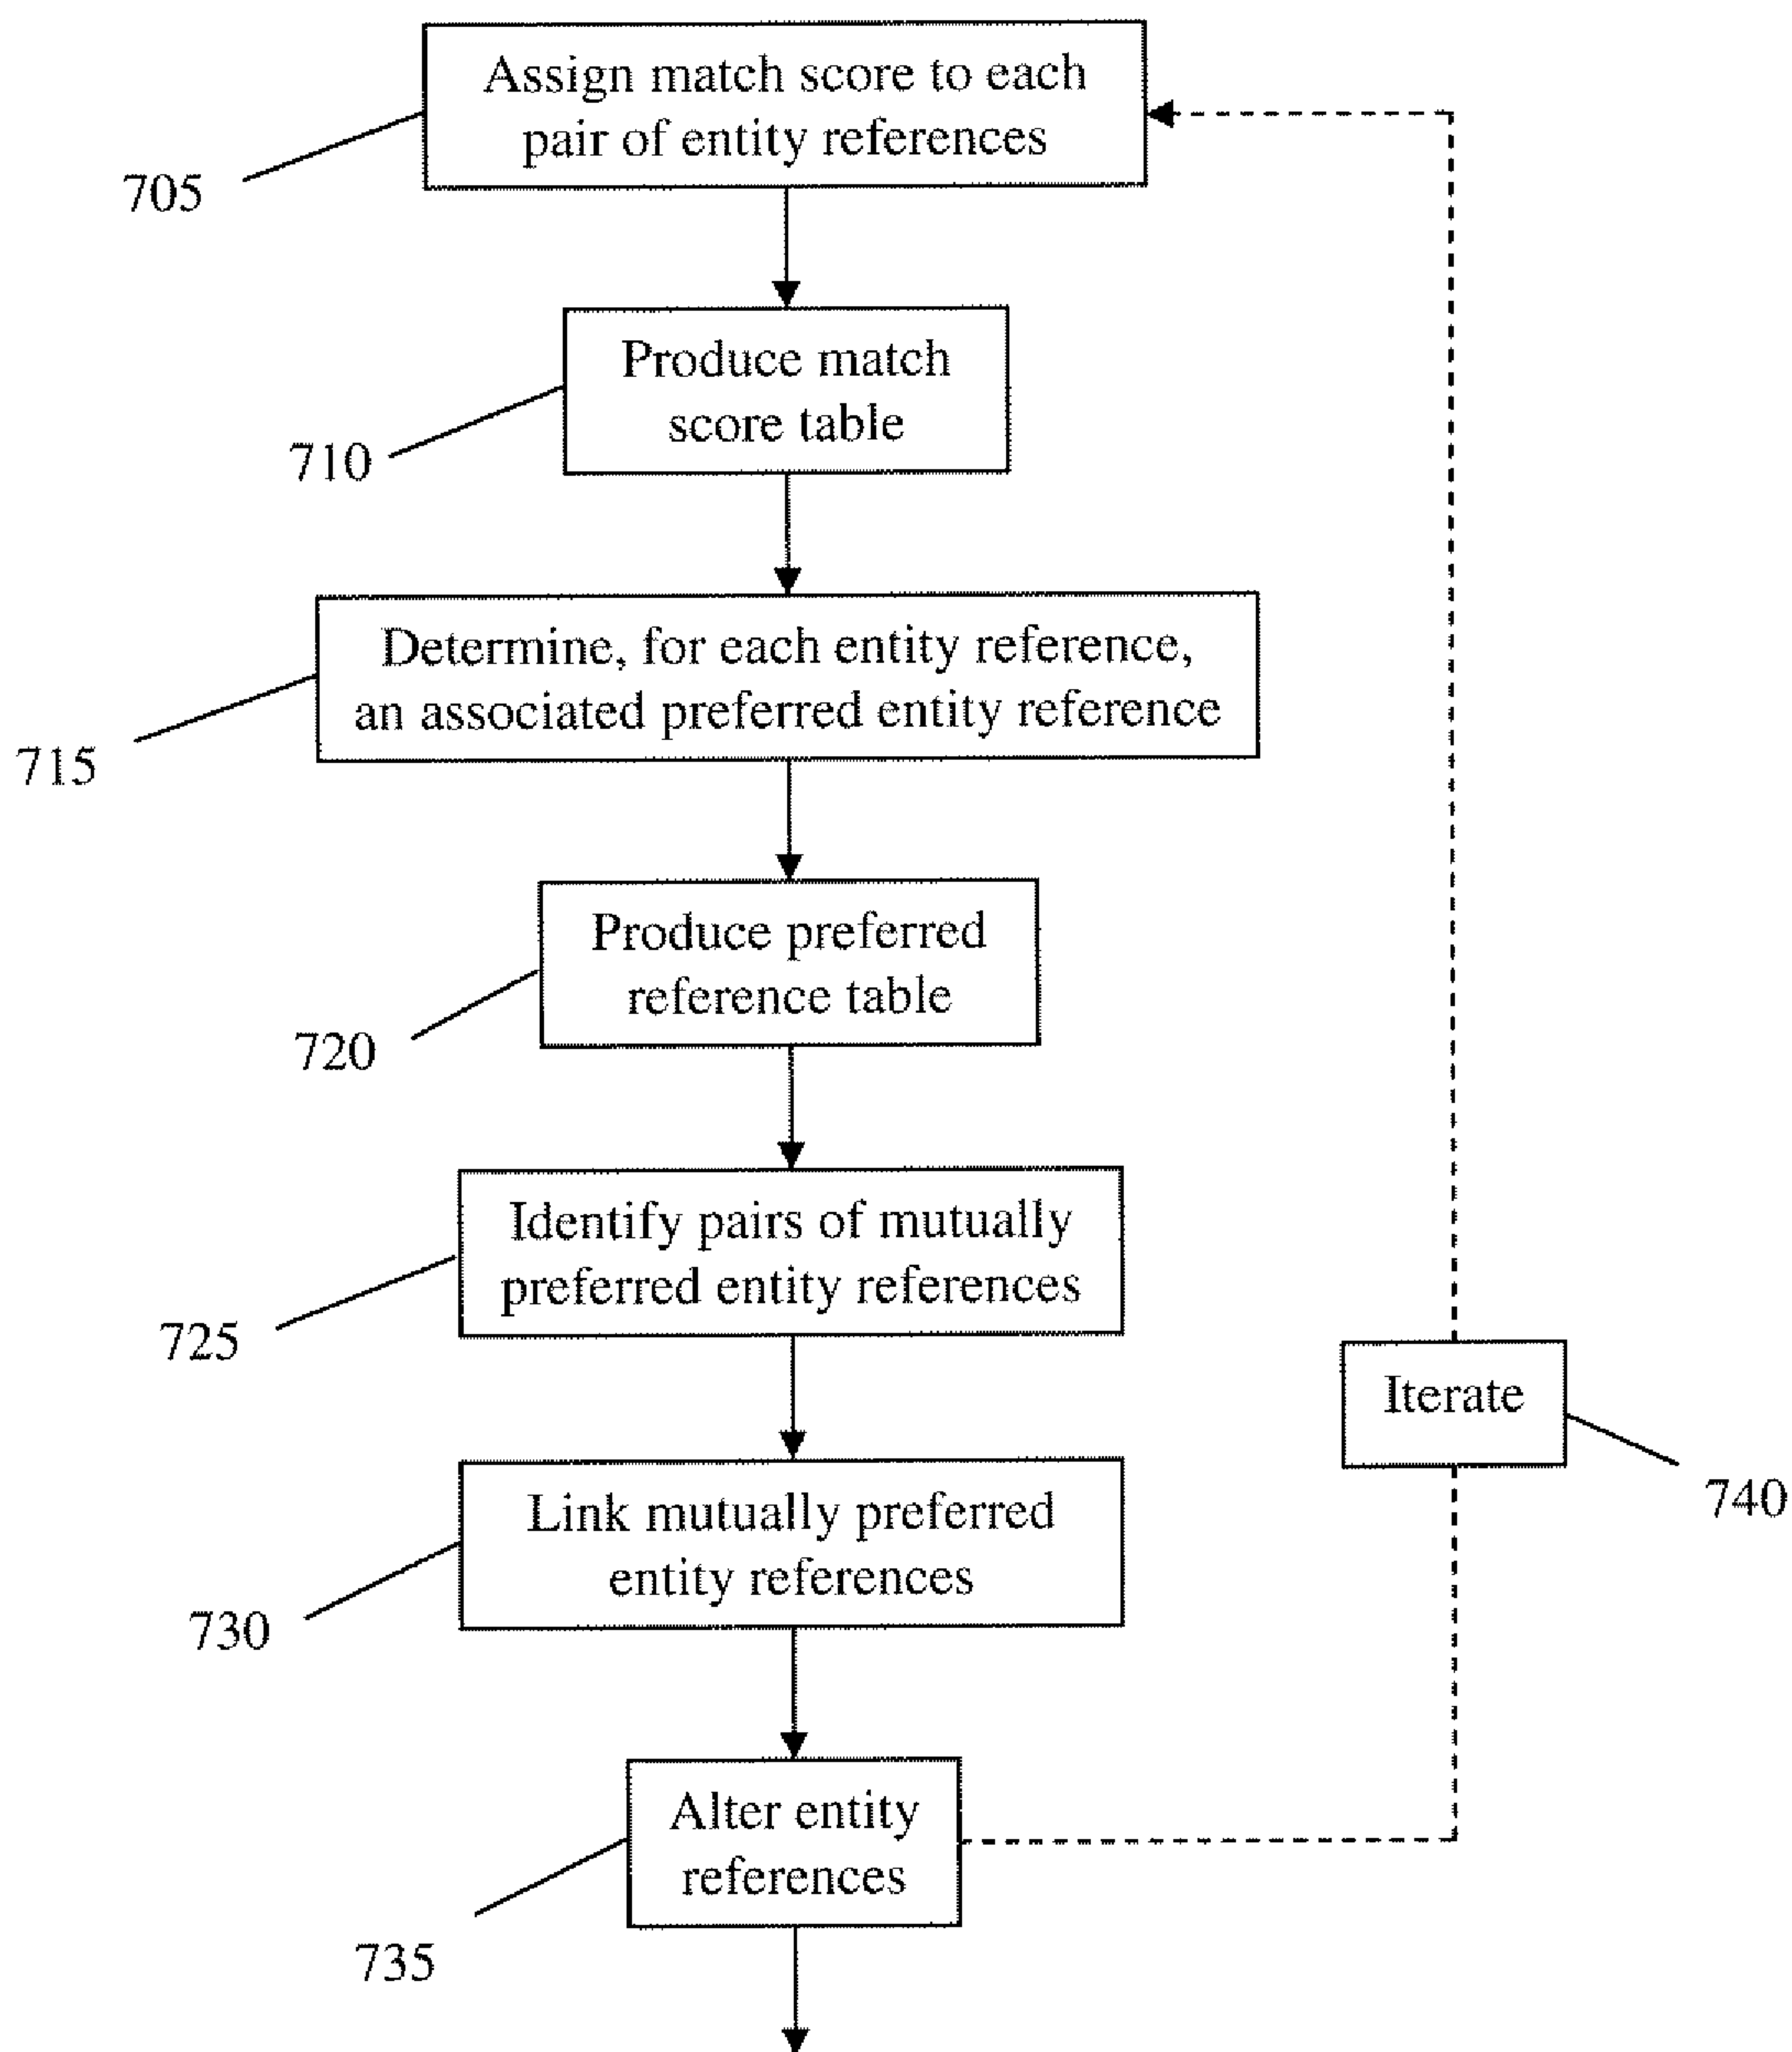 Assign match score to each
pair of entity references
705
Produce match
score table
710
Determine, for each entity reference,
an associated preferred entity reference
715
Produce preferred
reference table
720
Identify pairs of mutually
preferred entity references
725
Iterate
740
Link mutually preferred
entity references
730
Alter entity
references
735